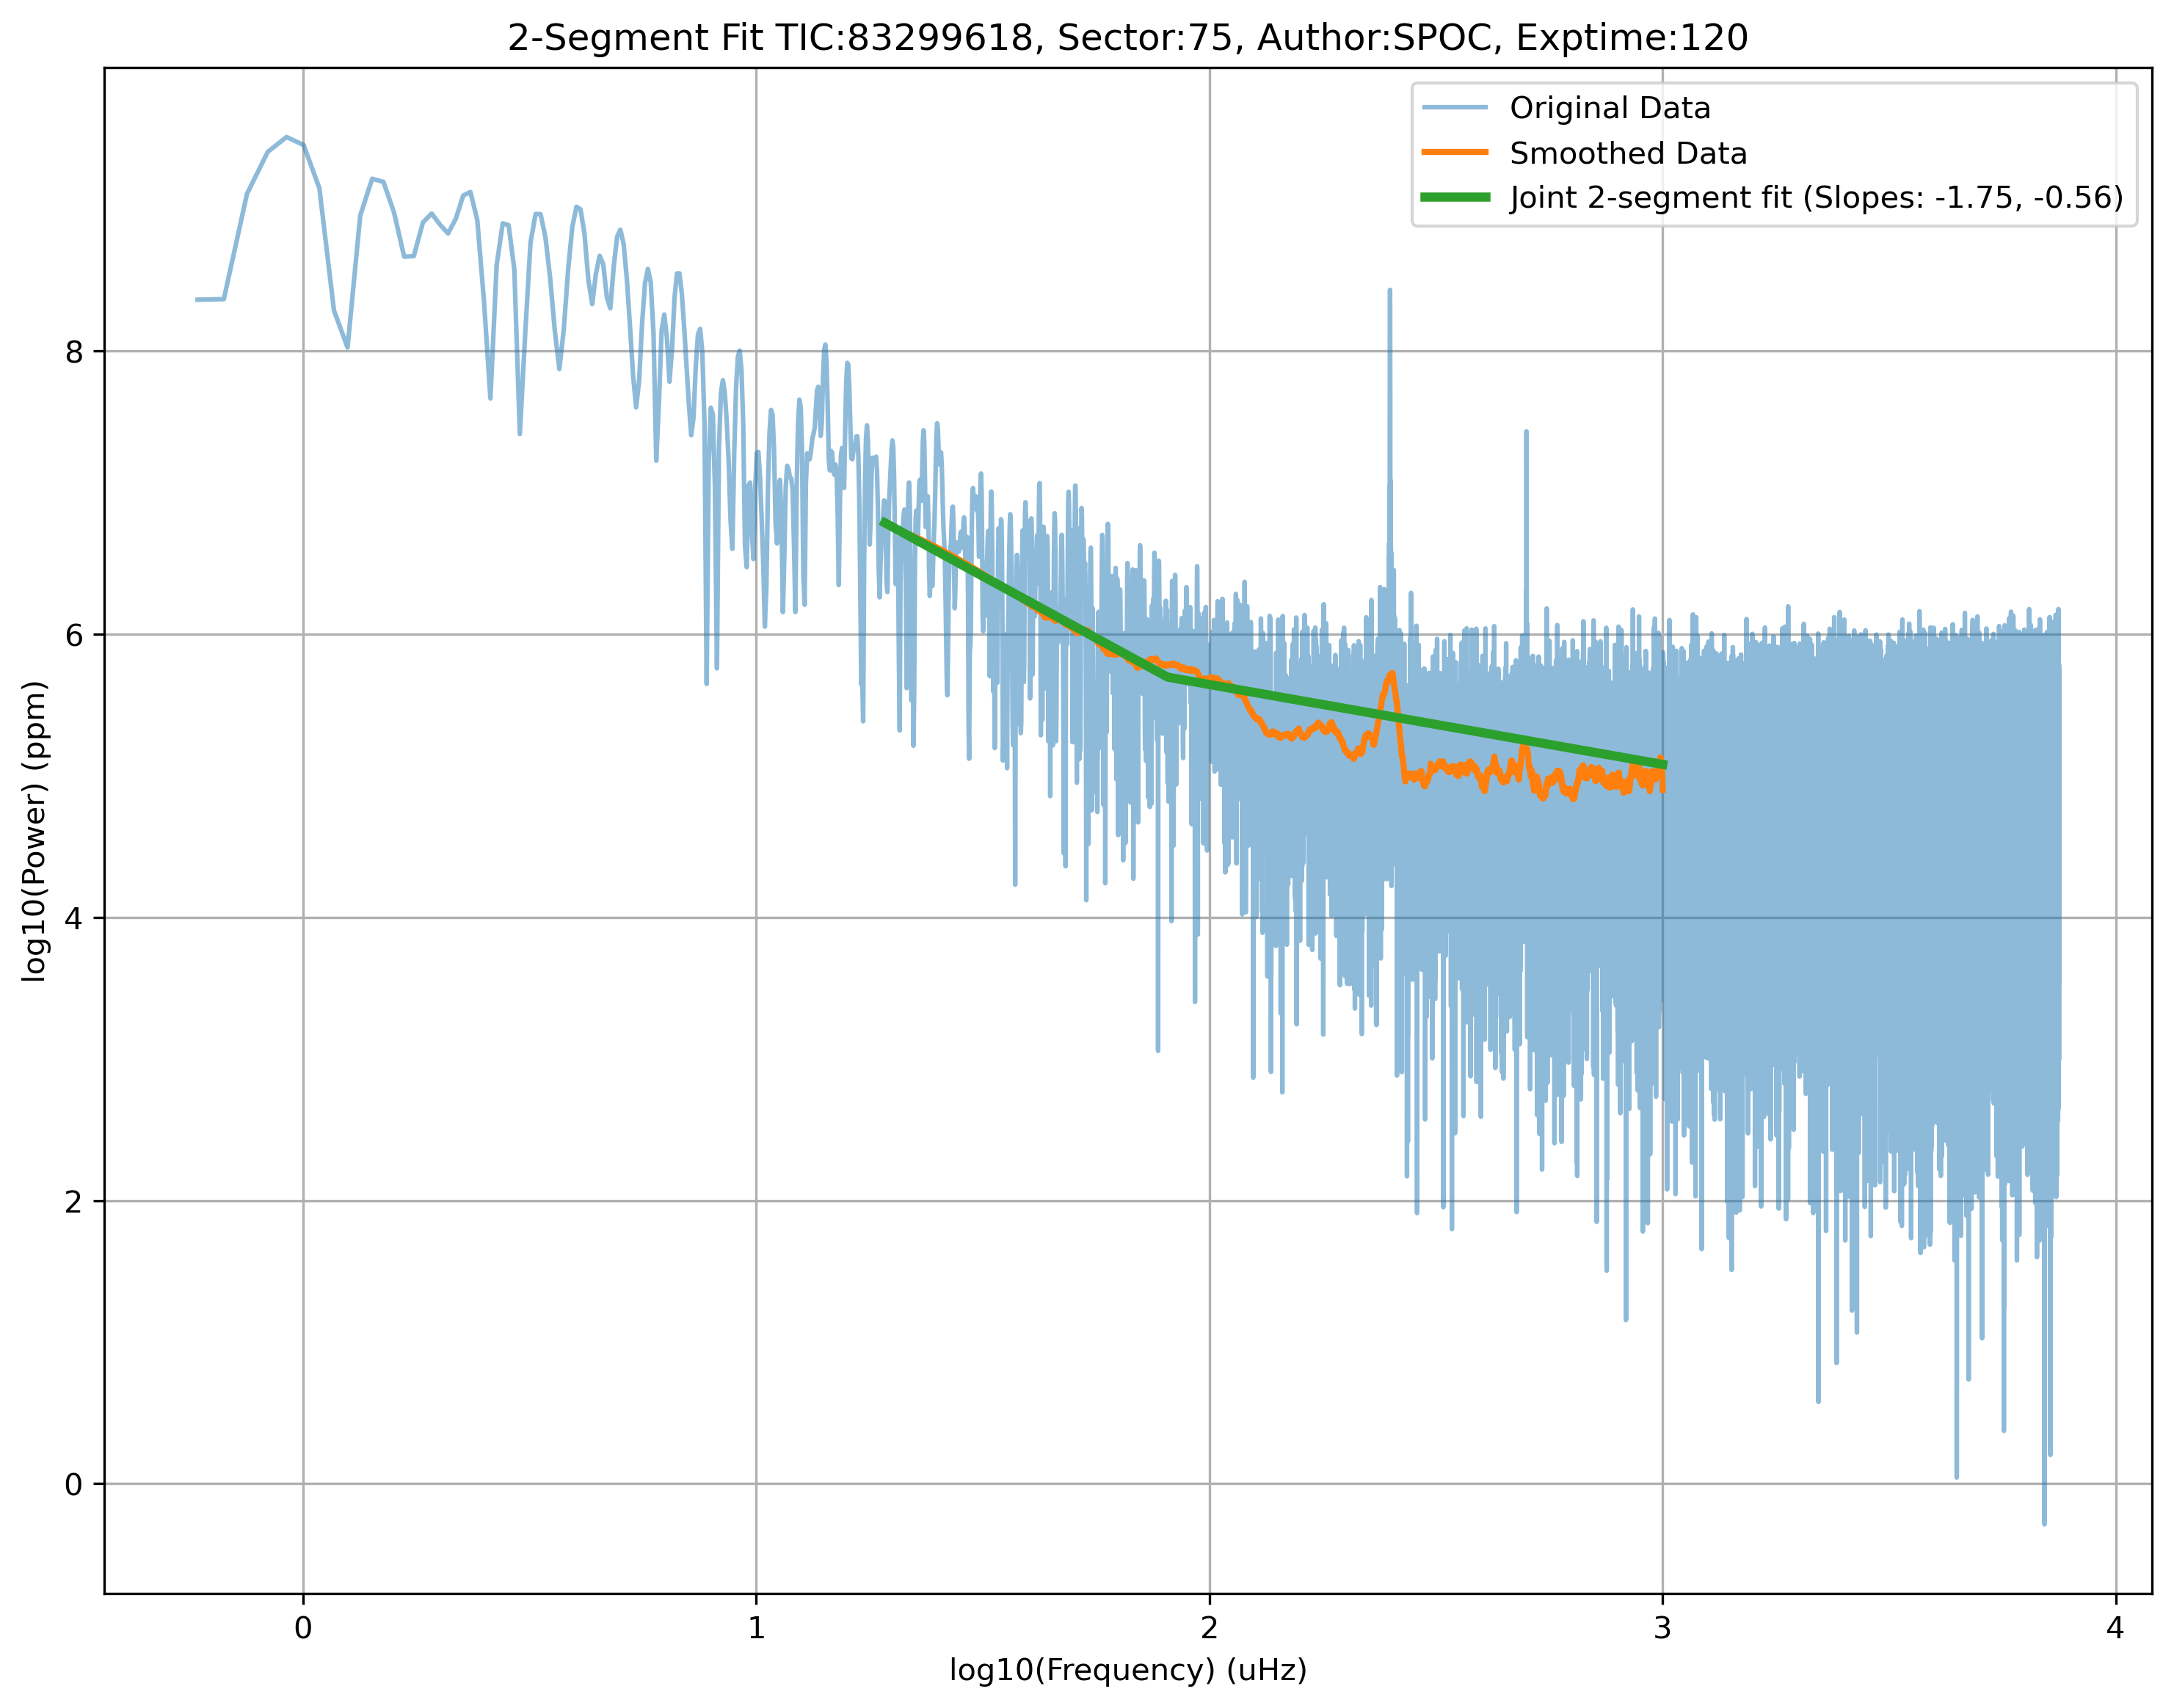 2-Segment Fit TIC:83299618, Sector:75, Author:SPOC, Exptime:120
Original Data
Smoothed Data
Joint 2-segment fit (Slopes: -1.75, -0.56)
log10(Power) (ppm)
8
6
4
2
0
0 1 2 3 4
log10(Frequency) (uHz)